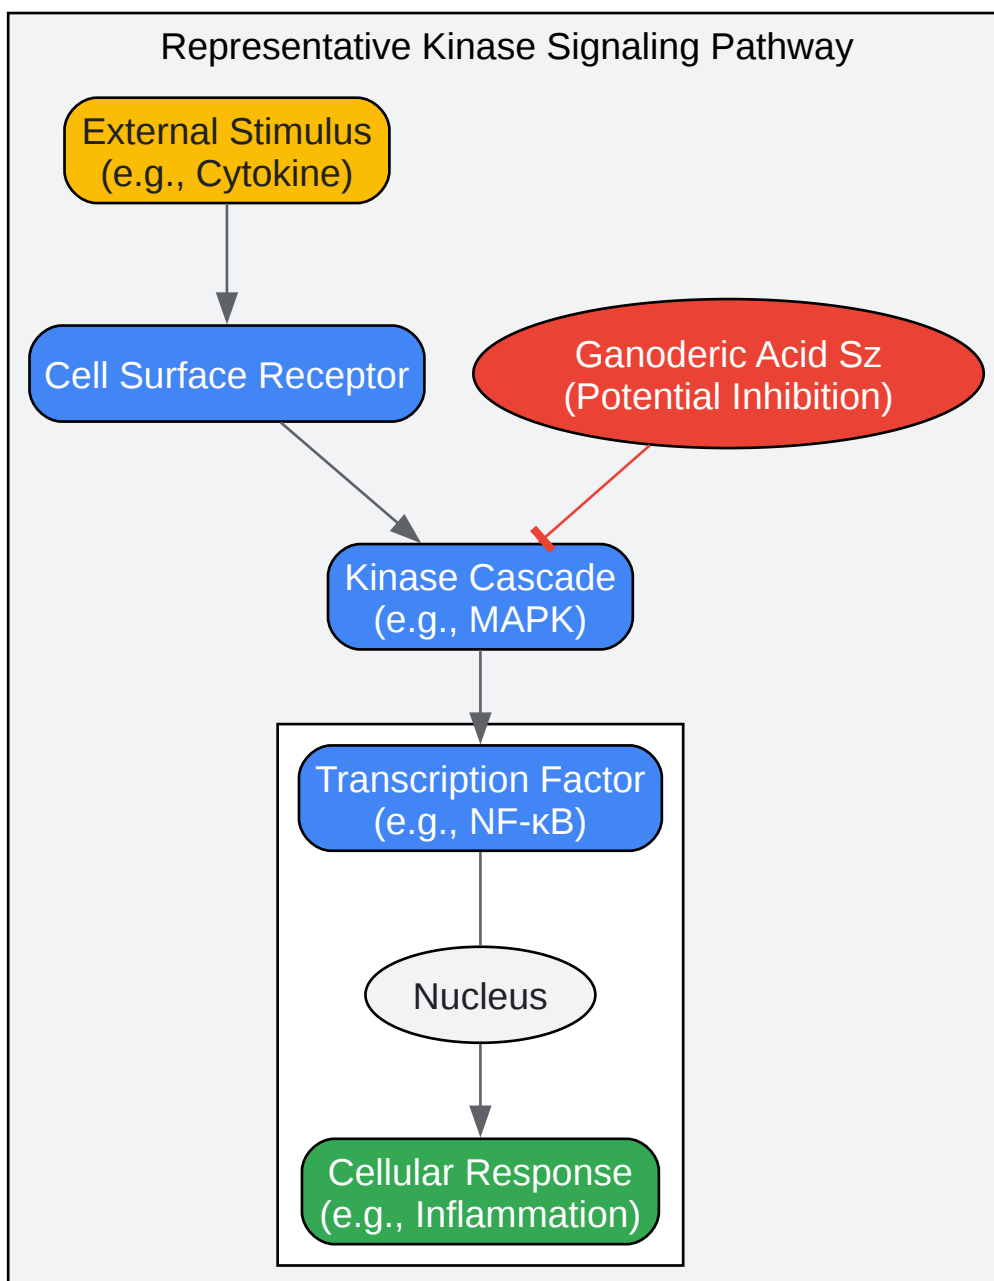 Representative Kinase Signaling Pathway
External Stimulus
(e.g., Cytokine)
Cell Surface Receptor
Ganoderic Acid Sz
(Potential Inhibition)
Kinase Cascade
(e.g., MAPK)
Transcription Factor
(e.g., NF-κB)
Nucleus
Cellular Response
(e.g., Inflammation)